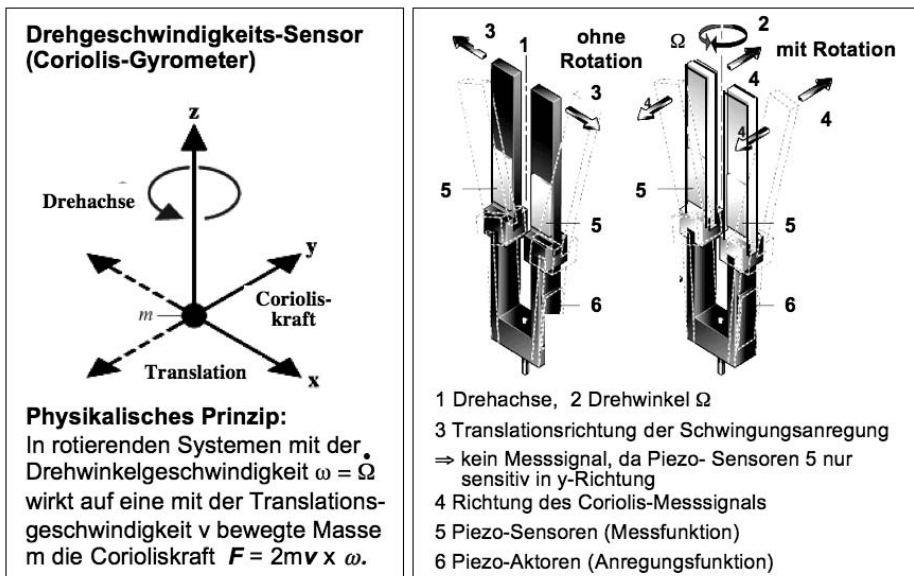 Drehgeschwindigkeits-Sensor
(Coriolis-Gyrometer)
z
Drehachse
y
Coriolis-
kraft
m
Translation
x
Physikalisches Prinzip:
In rotierenden Systemen mit der
Drehwinkelgeschwindigkeit ω = Ω̇
wirkt auf eine mit der Translations-
geschwindigkeit v bewegte Masse
m die Corioliskraft F = 2mv x ω.
3
1
ohne
Rotation
3
5
5
6
Ω
2
mit Rotation
4
4
4
4
5
5
6
1 Drehachse, 2 Drehwinkel Ω
3 Translationsrichtung der Schwingungsanregung
⇒ kein Messsignal, da Piezo- Sensoren 5 nur
sensitiv in y-Richtung
4 Richtung des Coriolis-Messsignals
5 Piezo-Sensoren (Messfunktion)
6 Piezo-Aktoren (Anregungsfunktion)